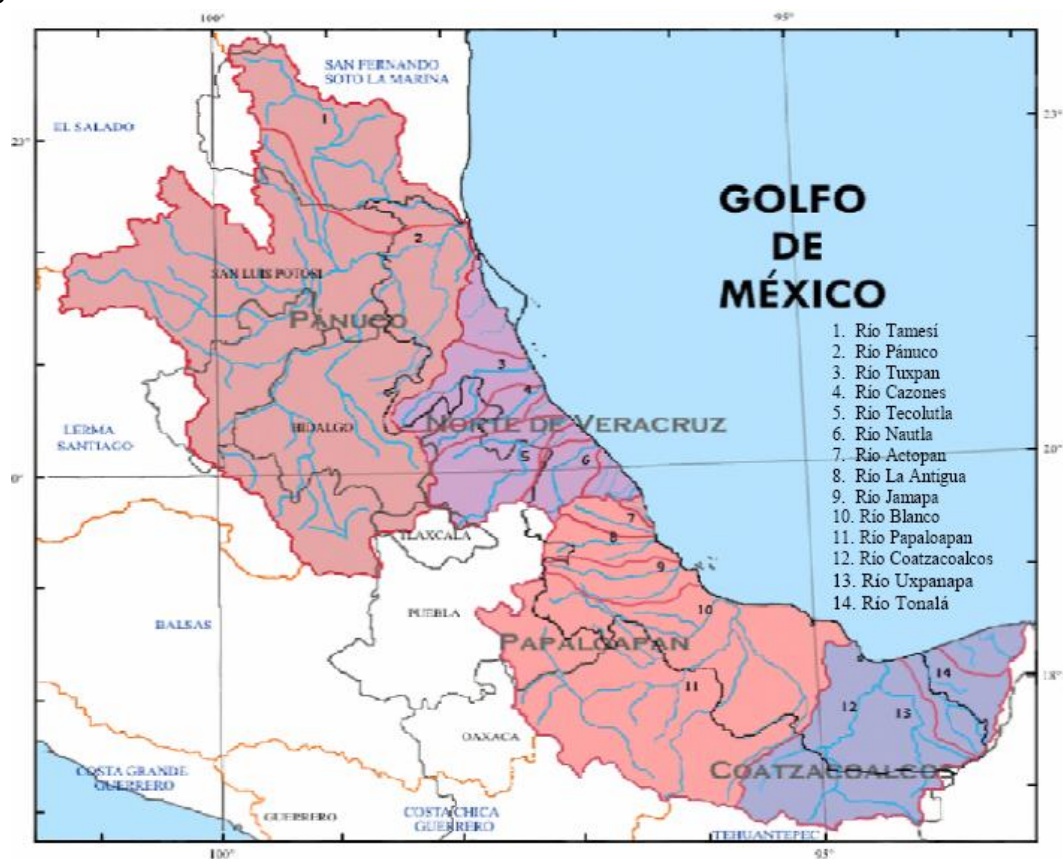 100°
95°
SAN FERNANDO
SOTO LA MARINA
EL SALADO
1
23°
23°
GOLFO
DE
MÉXICO
2
SAN LUIS POTOSI
PÁNUCO
1. Río Tamesí
2. Río Pánuco
3. Río Tuxpan
4. Río Cazones
5. Río Tecolutla
6. Río Nautla
7. Río Actopan
8. Río La Antigua
9. Río Jamapa
10. Río Blanco
11. Río Papaloapan
12. Río Coatzacoalcos
13. Río Uxpanapa
14. Río Tonalá
3
4
NORTE DE VERACRUZ
HIDALGO
LERMA
SANTIAGO
5
6
20°
0°
7
8
TLAXCALA
9
PUEBLA
10
BALSAS
PAPALOAPAN
11
12
13
14
18°
OAXACA
COATZACOALCOS
COSTA GRANDE
GUERRERO
GUERRERO
COSTA CHICA
GUERRERO
TEHUANTEPEC
100°
95°